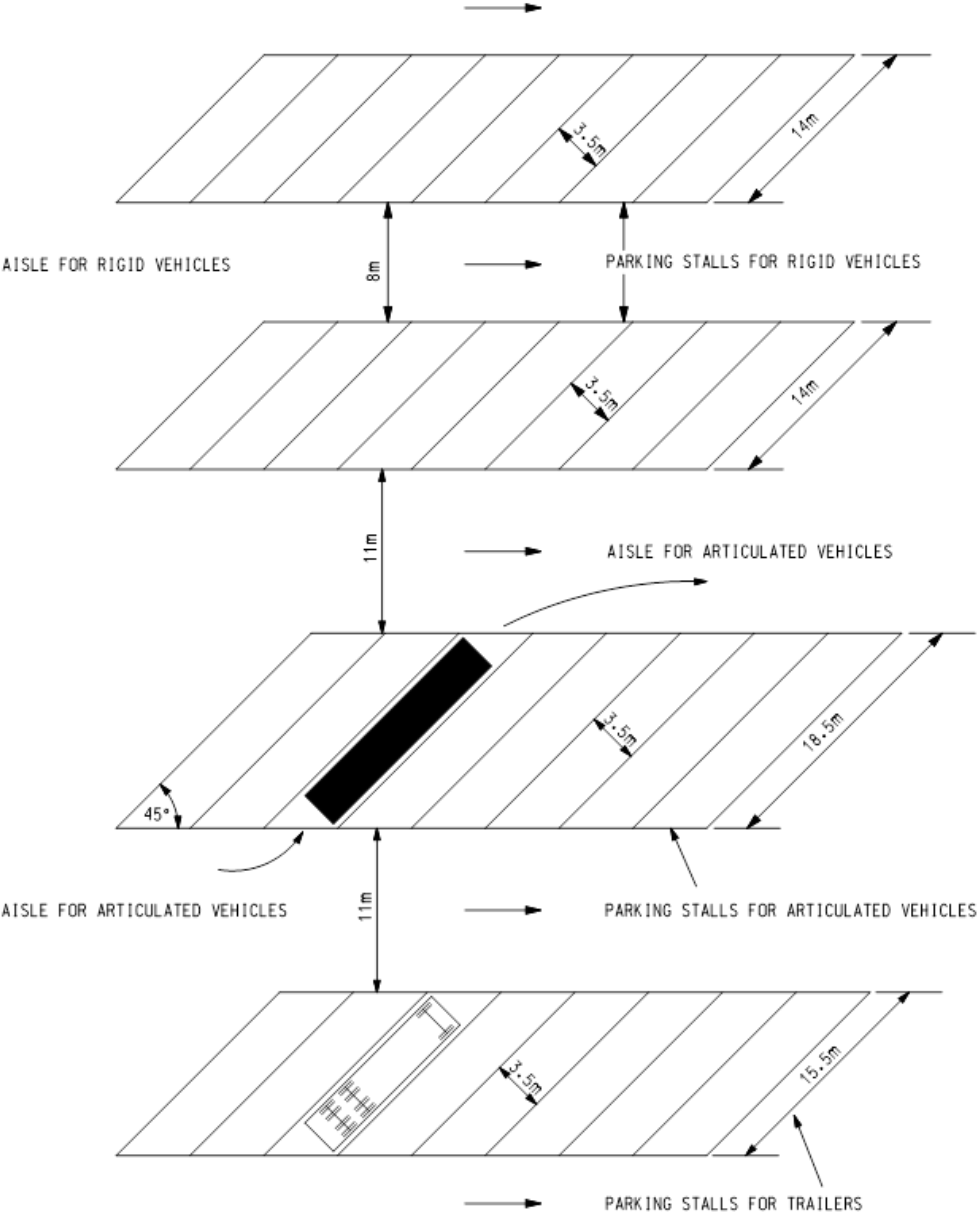 3.5m
14m
AISLE FOR RIGID VEHICLES
8m
PARKING STALLS FOR RIGID VEHICLES
3.5m
14m
11m
AISLE FOR ARTICULATED VEHICLES
3.5m
18.5m
45°
AISLE FOR ARTICULATED VEHICLES
11m
PARKING STALLS FOR ARTICULATED VEHICLES
3.5m
15.5m
PARKING STALLS FOR TRAILERS